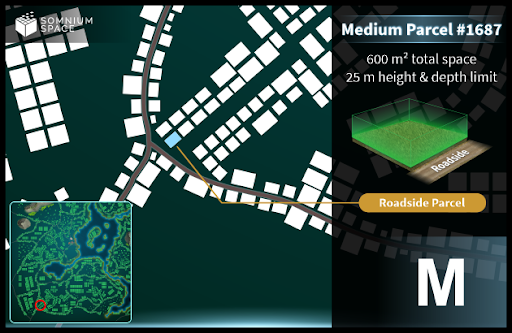 SOMNIUM
SPACE
Medium Parcel #1687
600 m² total space
25 m height & depth limit
Roadside
Roadside Parcel
M